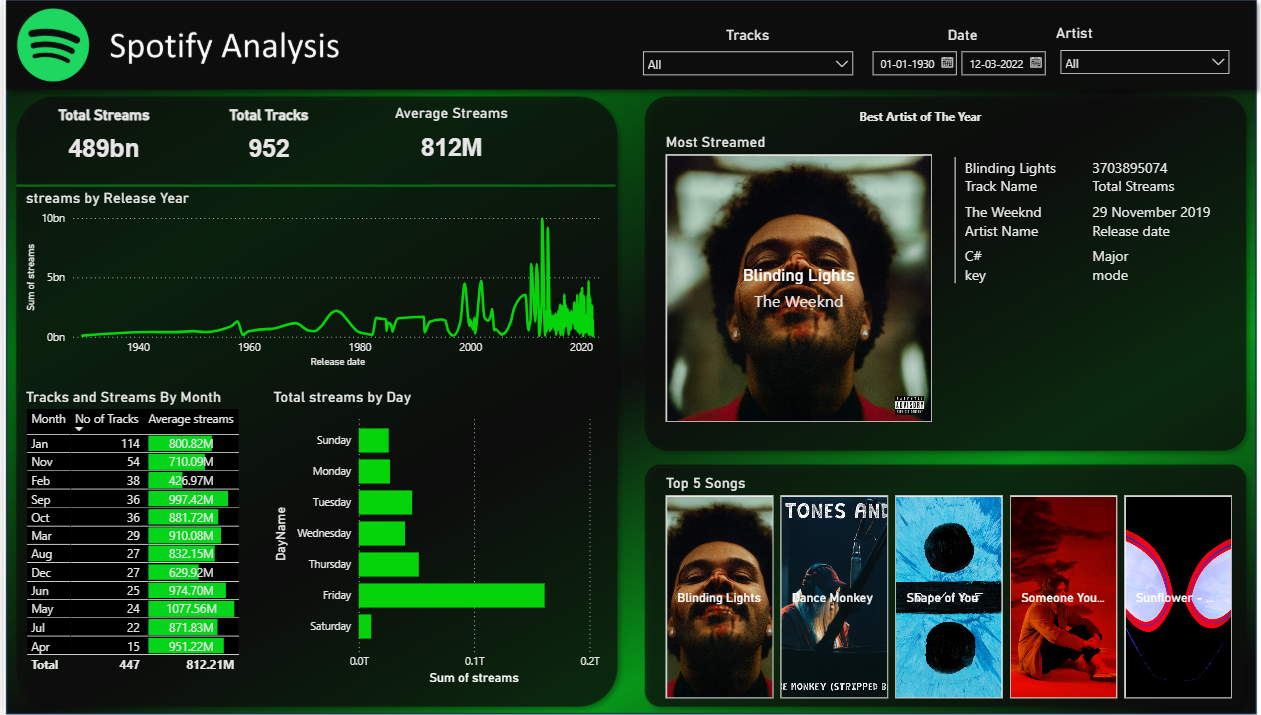 Spotify Analysis
Tracks
Date
Artist
All
01-01-1930
12-03-2022
All
Total Streams
Total Tracks
Average Streams
489bn
952
812M
streams by Release Year
10bn
5bn
0bn
Sum of streams
1940
1960
1980
2000
2020
Release date
Tracks and Streams By Month
Month No of Tracks Average streams
Jan 114 800.82M
Nov 54 710.09M
Feb 38 426.97M
Sep 36 997.42M
Oct 36 881.72M
Mar 29 910.08M
Aug 27 832.15M
Dec 27 629.92M
Jun 25 974.70M
May 24 1077.56M
Jul 22 871.83M
Apr 15 951.22M
Total 447 812.21M
Total streams by Day
DayName
Sunday
Monday
Tuesday
Wednesday
Thursday
Friday
Saturday
0.0T
0.1T
0.2T
Sum of streams
Best Artist of The Year
Most Streamed
Blinding Lights
The Weeknd
PARENTAL
ADVISORY
EXPLICIT CONTENT
Blinding Lights 3703895074
Track Name Total Streams
The Weeknd 29 November 2019
Artist Name Release date
C# Major
key mode
Top 5 Songs
Blinding Lights
TONES AND
Dance Monkey
E MONKEY (STRIPPED B
Shape of You
Someone You...
Sunflower - ...